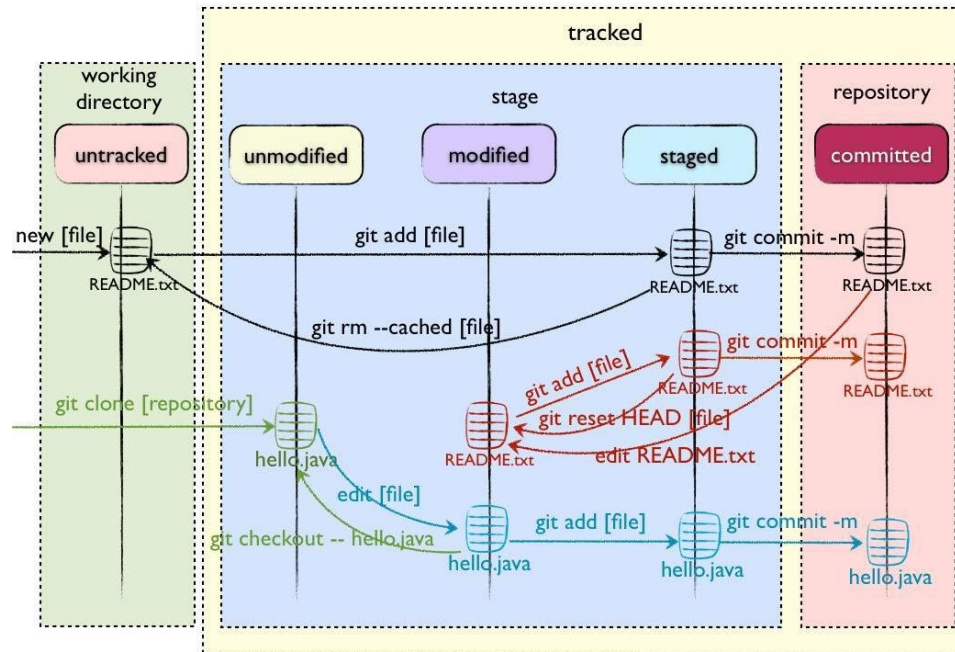 tracked
working
directory
stage
repository
untracked
unmodified
modified
staged
committed
new [file]
git add [file]
git commit -m
README.txt
README.txt
README.txt
git rm --cached [file]
git commit -m
git add [file]
README.txt
README.txt
git clone [repository]
git reset HEAD [file]
hello.java
README.txt
edit README.txt
edit [file]
git add [file]
git commit -m
git checkout -- hello.java
hello.java
hello.java
hello.java